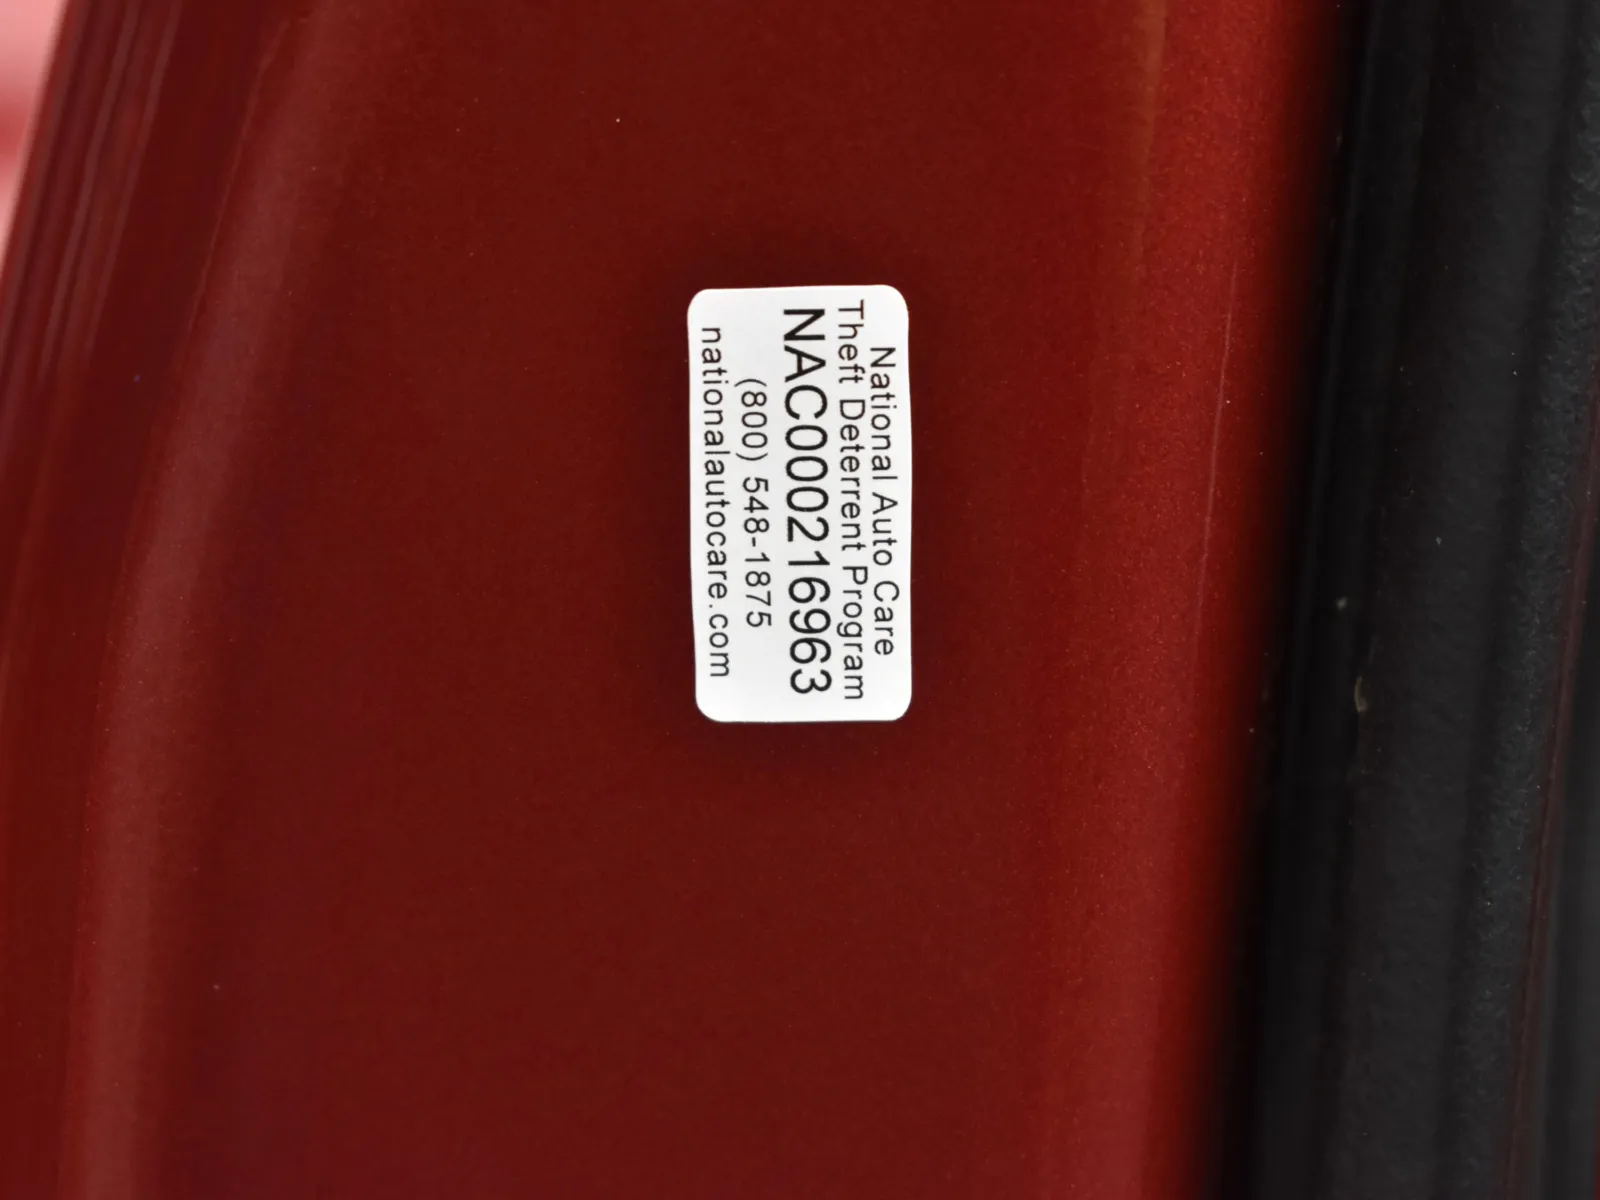 National Auto Care
Theft Deterrent Program
NAC000216963
(800) 548-1875
nationalautocare.com